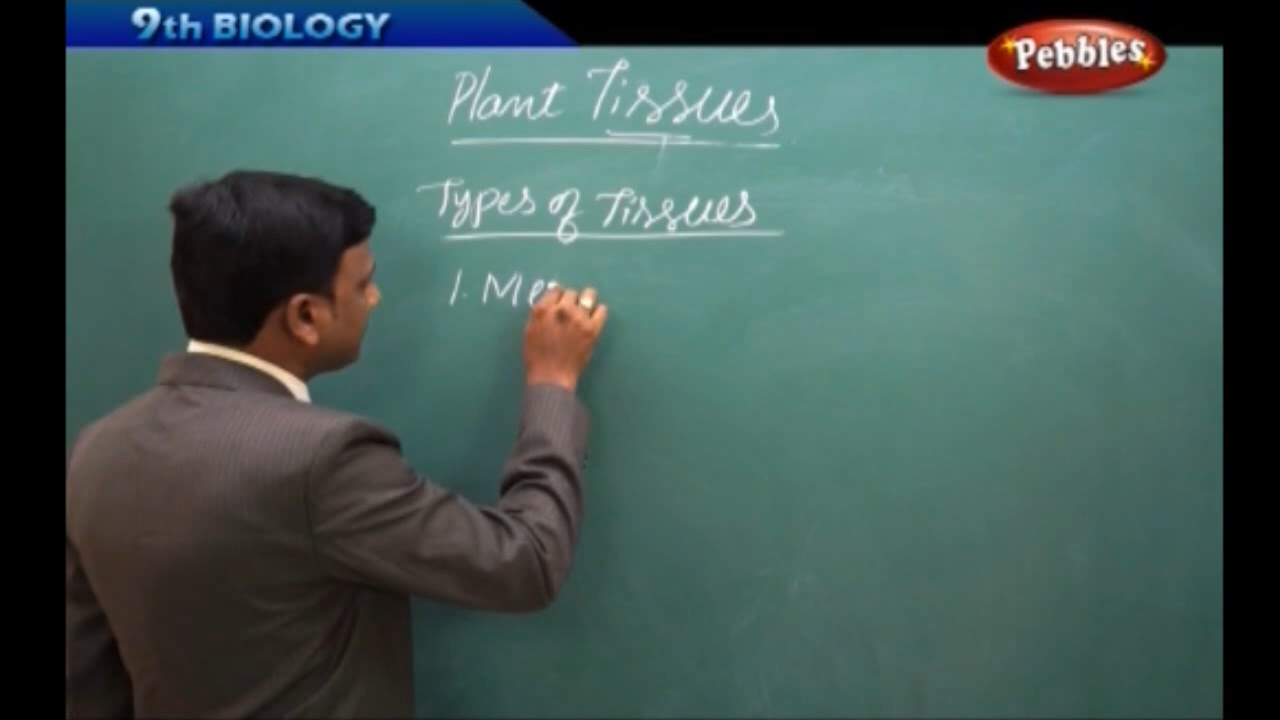 9th BIOLOGY
Pebbles
Plant Tissues
Types of Tissues
1. Me